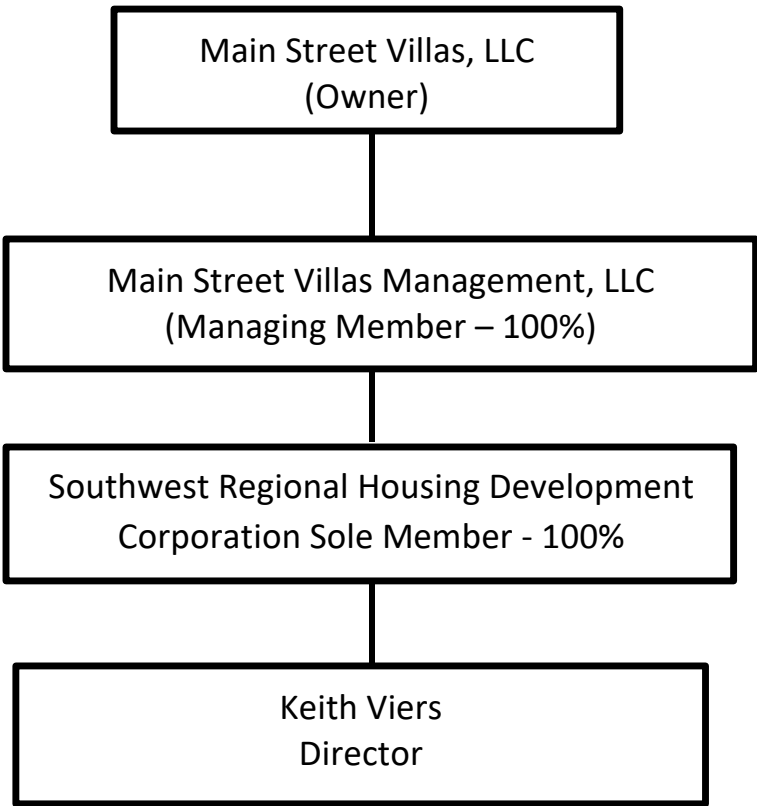 Main Street Villas, LLC
(Owner)
Main Street Villas Management, LLC
(Managing Member – 100%)
Southwest Regional Housing Development
Corporation Sole Member - 100%
Keith Viers
Director